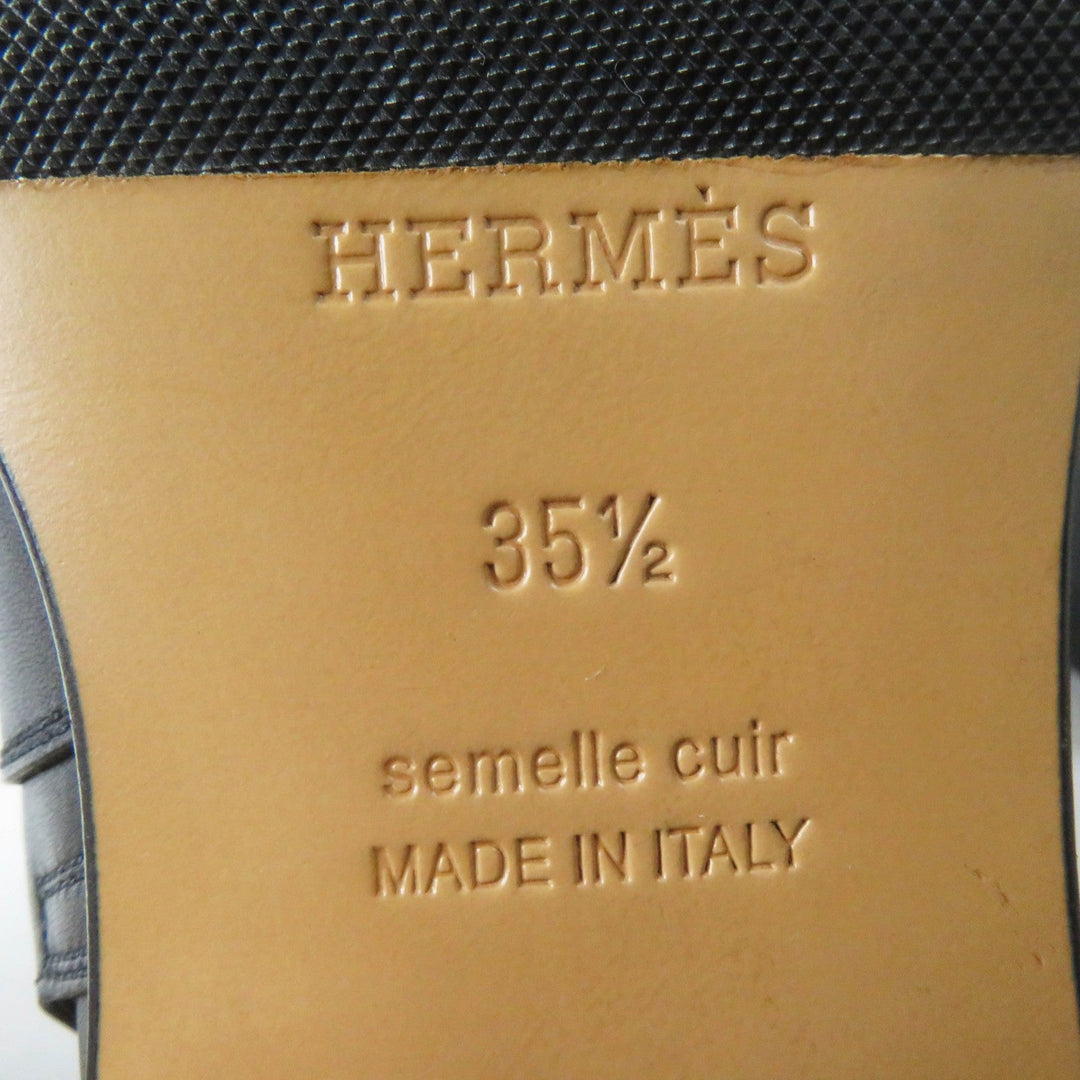 HERMÈS
35½
semelle cuir
MADE IN ITALY